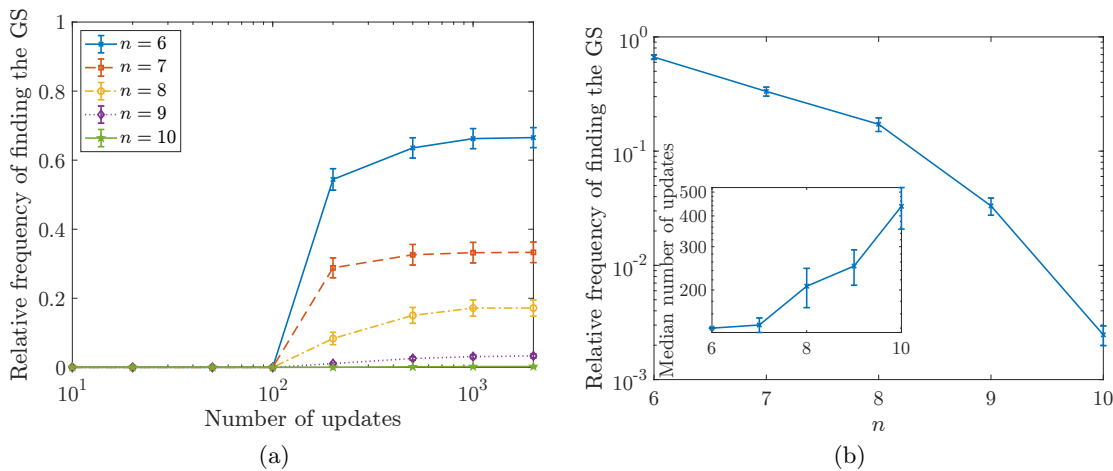 Relative frequency of finding the GS
1
0.8
0.6
0.4
0.2
0
n = 6
n = 7
n = 8
n = 9
n = 10
10^1
10^2
10^3
Number of updates
(a)
Relative frequency of finding the GS
10^0
10^-1
10^-2
10^-3
Median number of updates
500
400
300
200
6
8
10
6
7
8
9
10
n
(b)